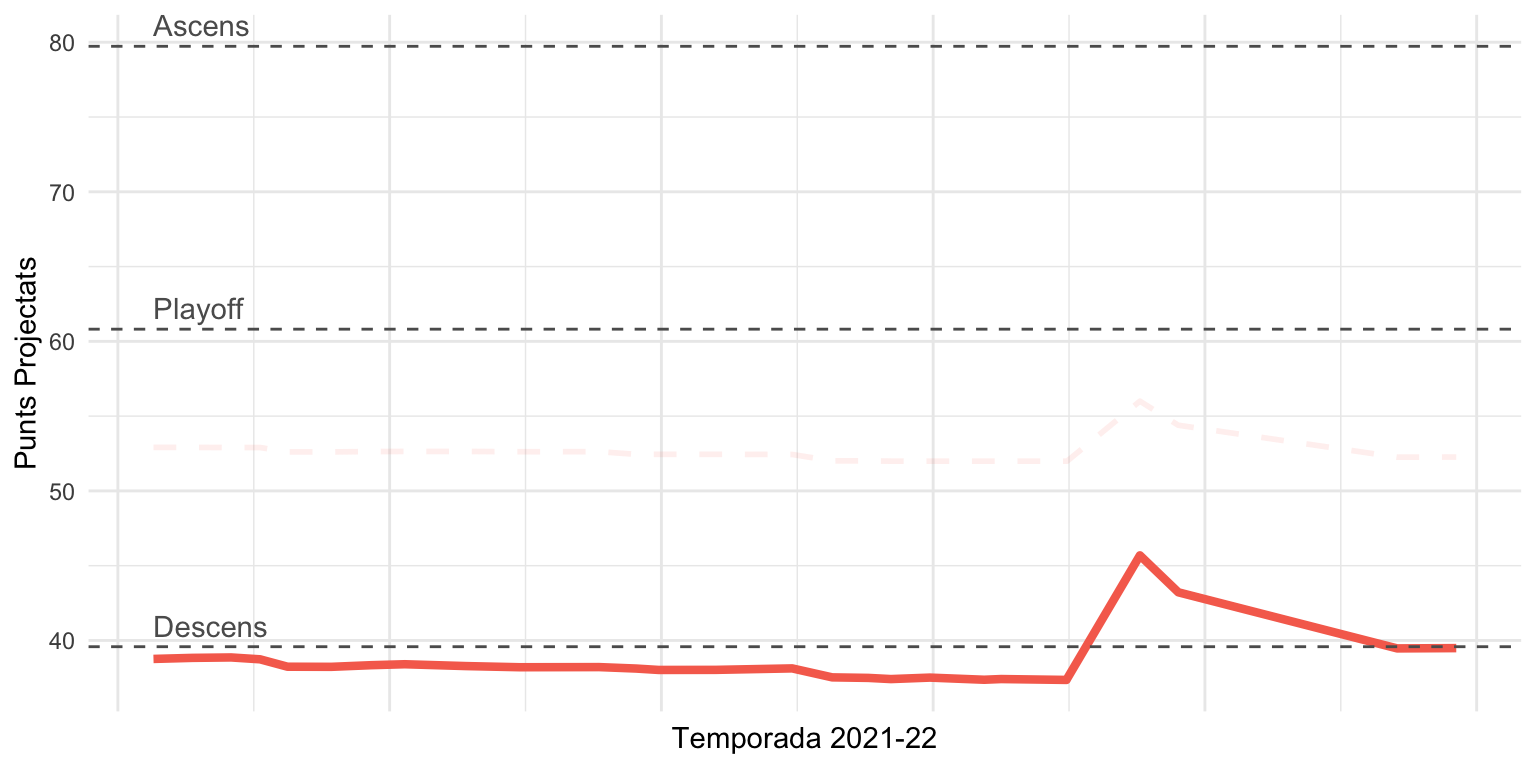 Ascens
80
70
Playoff
60
50
Descens
40
Punts Projectats
Temporada 2021-22